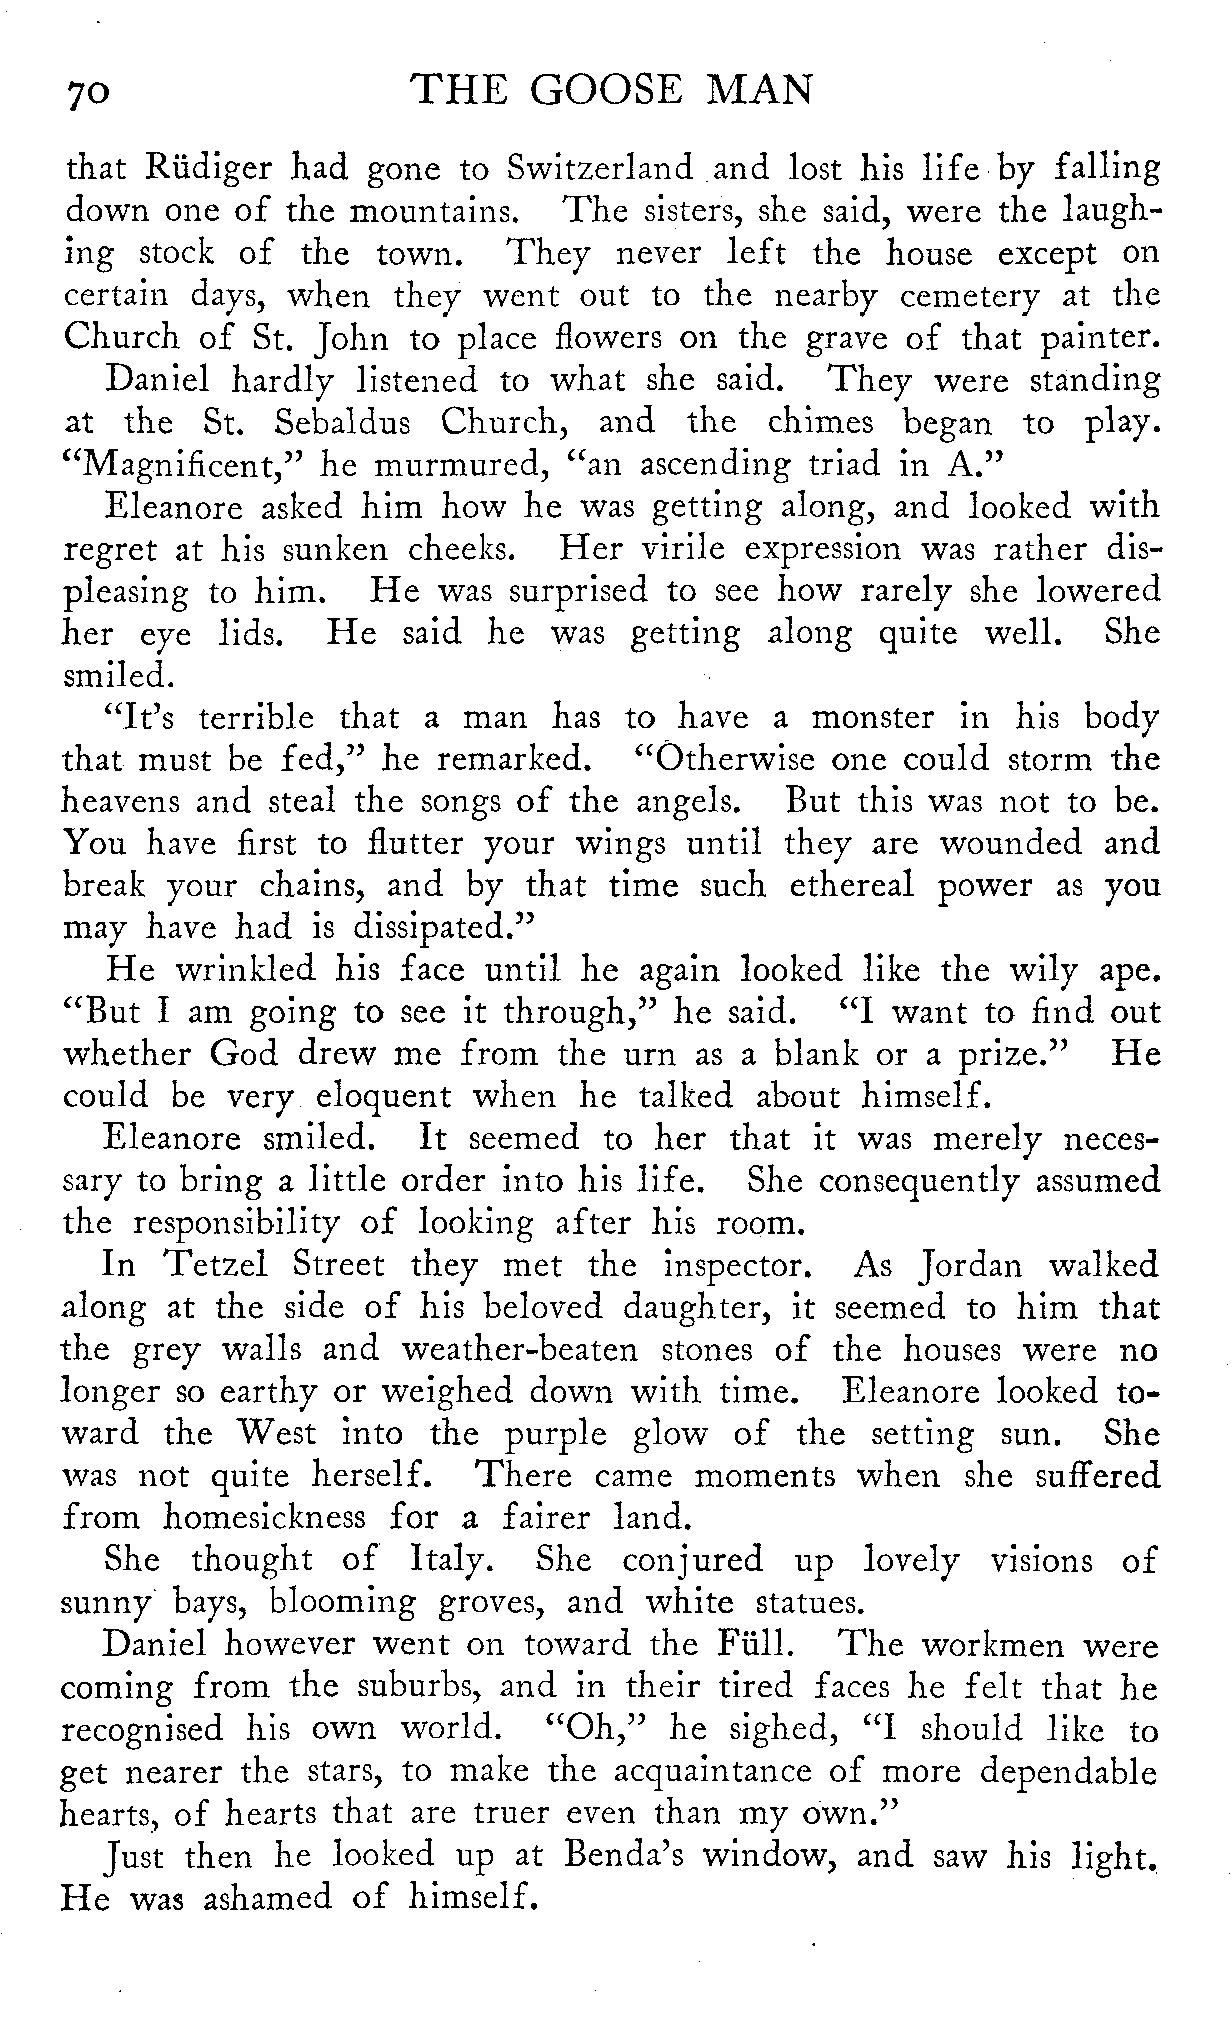 70 THE GOOSE MAN
that Rüdiger had gone to Switzerland and lost his life by falling
down one of the mountains. The sisters, she said, were the laugh-
ing stock of the town. They never left the house except on
certain days, when they went out to the nearby cemetery at the
Church of St. John to place flowers on the grave of that painter.
Daniel hardly listened to what she said. They were standing
at the St. Sebaldus Church, and the chimes began to play.
“Magnificent,” he murmured, “an ascending triad in A.”
Eleanore asked him how he was getting along, and looked with
regret at his sunken cheeks. Her virile expression was rather dis-
pleasing to him. He was surprised to see how rarely she lowered
her eye lids. He said he was getting along quite well. She
smiled.
“It’s terrible that a man has to have a monster in his body
that must be fed,” he remarked. “Otherwise one could storm the
heavens and steal the songs of the angels. But this was not to be.
You have first to flutter your wings until they are wounded and
break your chains, and by that time such ethereal power as you
may have had is dissipated.”
He wrinkled his face until he again looked like the wily ape.
“But I am going to see it through,” he said. “I want to find out
whether God drew me from the urn as a blank or a prize.” He
could be very eloquent when he talked about himself.
Eleanore smiled. It seemed to her that it was merely neces-
sary to bring a little order into his life. She consequently assumed
the responsibility of looking after his room.
In Tetzel Street they met the inspector. As Jordan walked
along at the side of his beloved daughter, it seemed to him that
the grey walls and weather-beaten stones of the houses were no
longer so earthy or weighed down with time. Eleanore looked to-
ward the West into the purple glow of the setting sun. She
was not quite herself. There came moments when she suffered
from homesickness for a fairer land.
She thought of Italy. She conjured up lovely visions of
sunny bays, blooming groves, and white statues.
Daniel however went on toward the Füll. The workmen were
coming from the suburbs, and in their tired faces he felt that he
recognised his own world. “Oh,” he sighed, “I should like to
get nearer the stars, to make the acquaintance of more dependable
hearts, of hearts that are truer even than my own.”
Just then he looked up at Benda’s window, and saw his light.
He was ashamed of himself.